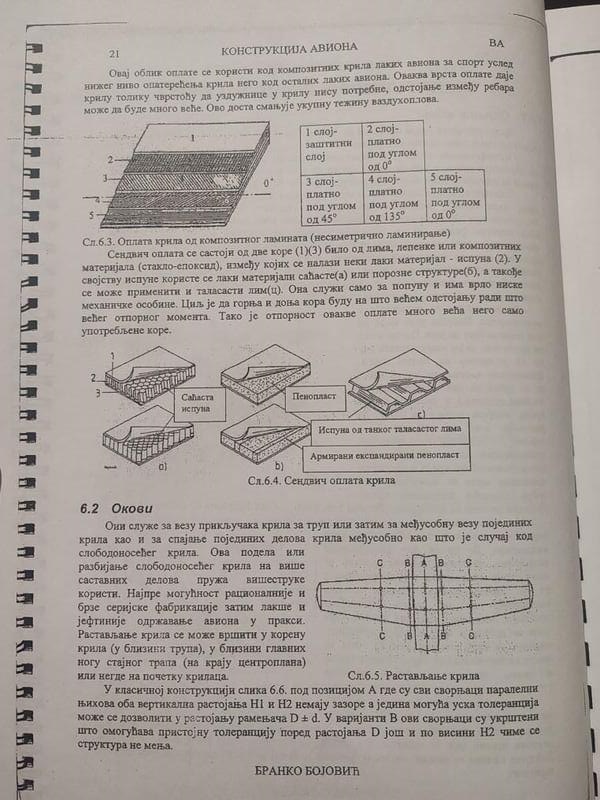 21
КОНСТРУКЦИЈА АВИОНА
ВА
Овај облик оплате се користи код композитних крила лаких авиона за спорт услед
нижег ниво опатерећења крила него код осталих лаких авиона. Оваква врста оплате даје
крилу толику чврстоћу да уздужнице у крилу нису потребне, одстојање између ребара
може да буде много веће. Ово доста смањује укупну тежину ваздухоплова.
1
2
3
4
5
0°
1 слој-
заштитни
слој
2 слој-
платно
под углом
од 0°
3 слој-
платно
под углом
од 45°
4 слој-
платно
под углом
од 135°
5 слој-
платно
под углом
од 0°
Сл.6.3. Оплата крила од композитног ламината (несиметрично ламинирање)
Сендвич оплата се састоји од две коре (1)(3) било од лима, лепенке или композитних
материјала (стакло-епоксид), између којих се налази неки лаки материјал - испуна (2). У
својству испуне користе се лаки материјали саћасте(а) или порозне структуре(б), а такође
се може применити и таласасти лим(ц). Она служи само за попуну и има врло ниске
механичке особине. Циљ је да горња и доња кора буду на што већем одстојању ради што
већег отпорног момента. Тако је отпорност овакве оплате много већа него само
употребљене коре.
1
2
3
Саћаста
испуна
Пенопласт
c)
Испуна од танког таласастог лима
Армирани експандирани пенопласт
a)
b)
Сл.6.4. Сендвич оплата крила
6.2 Окови
Они служе за везу прикључака крила за труп или затим за међусобну везу појединих
крила као и за спајање појединих делова крила међусобно као што је случај код
слободоносећег крила. Ова подела или
разбијање слободоносећег крила на више
саставних делова пружа вишеструке
користи. Најпре могућност рационалније и
брзе серијске фабрикације затим лакше и
јефтиније одржавање авиона у пракси.
Растављање крила се може вршити у корену
крила (у близини трупа), у близини главних
ногу стајног трапа (на крају центроплана)
или негде на почетку крилаца.
C B A B C
C B A B C
Сл.6.5. Растављање крила
У класичној конструкцији слика 6.6. под позицијом А где су сви сворњаци паралелни
њихова оба вертикална растојања Н1 и Н2 немају зазоре а једина могућа уска толеранција
може се дозволити у растојању рамењача D ± d. У варијанти В ови сворњаци су укрштени
што омогућава пристојну толеранцију поред растојања D још и по висини Н2 чиме се
структура не мења.
БРАНКО БОЈОВИЋ